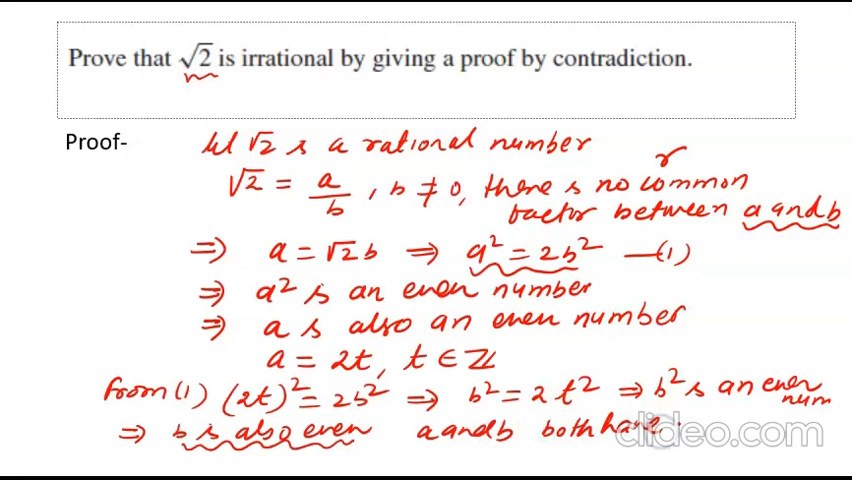 Prove that √2 is irrational by giving a proof by contradiction.
Proof- let √2 is a rational number
√2 = a/b, b ≠ 0, there is no common
factor between a and b
⇒ a = √2 b ⇒ a² = 2b² —(1)
⇒ a² is an even number
⇒ a is also an even number
a = 2t, t ∈ ℤ
From (1) (2t)² = 2b² ⇒ b² = 2t² ⇒ b² is an even
num
⇒ b is also even a and b both have
clideo.com